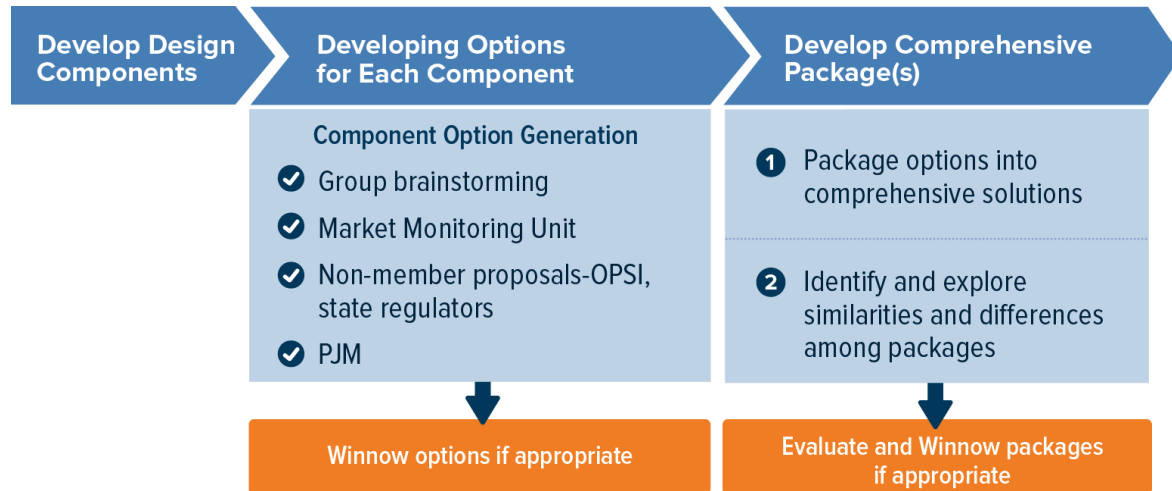 Develop Design
Components
Developing Options
for Each Component
Develop Comprehensive
Package(s)
Component Option Generation
Group brainstorming
Market Monitoring Unit
Non-member proposals-OPSI,
state regulators
PJM
Winnow options if appropriate
1 Package options into
comprehensive solutions
2 Identify and explore
similarities and differences
among packages
Evaluate and Winnow packages
if appropriate